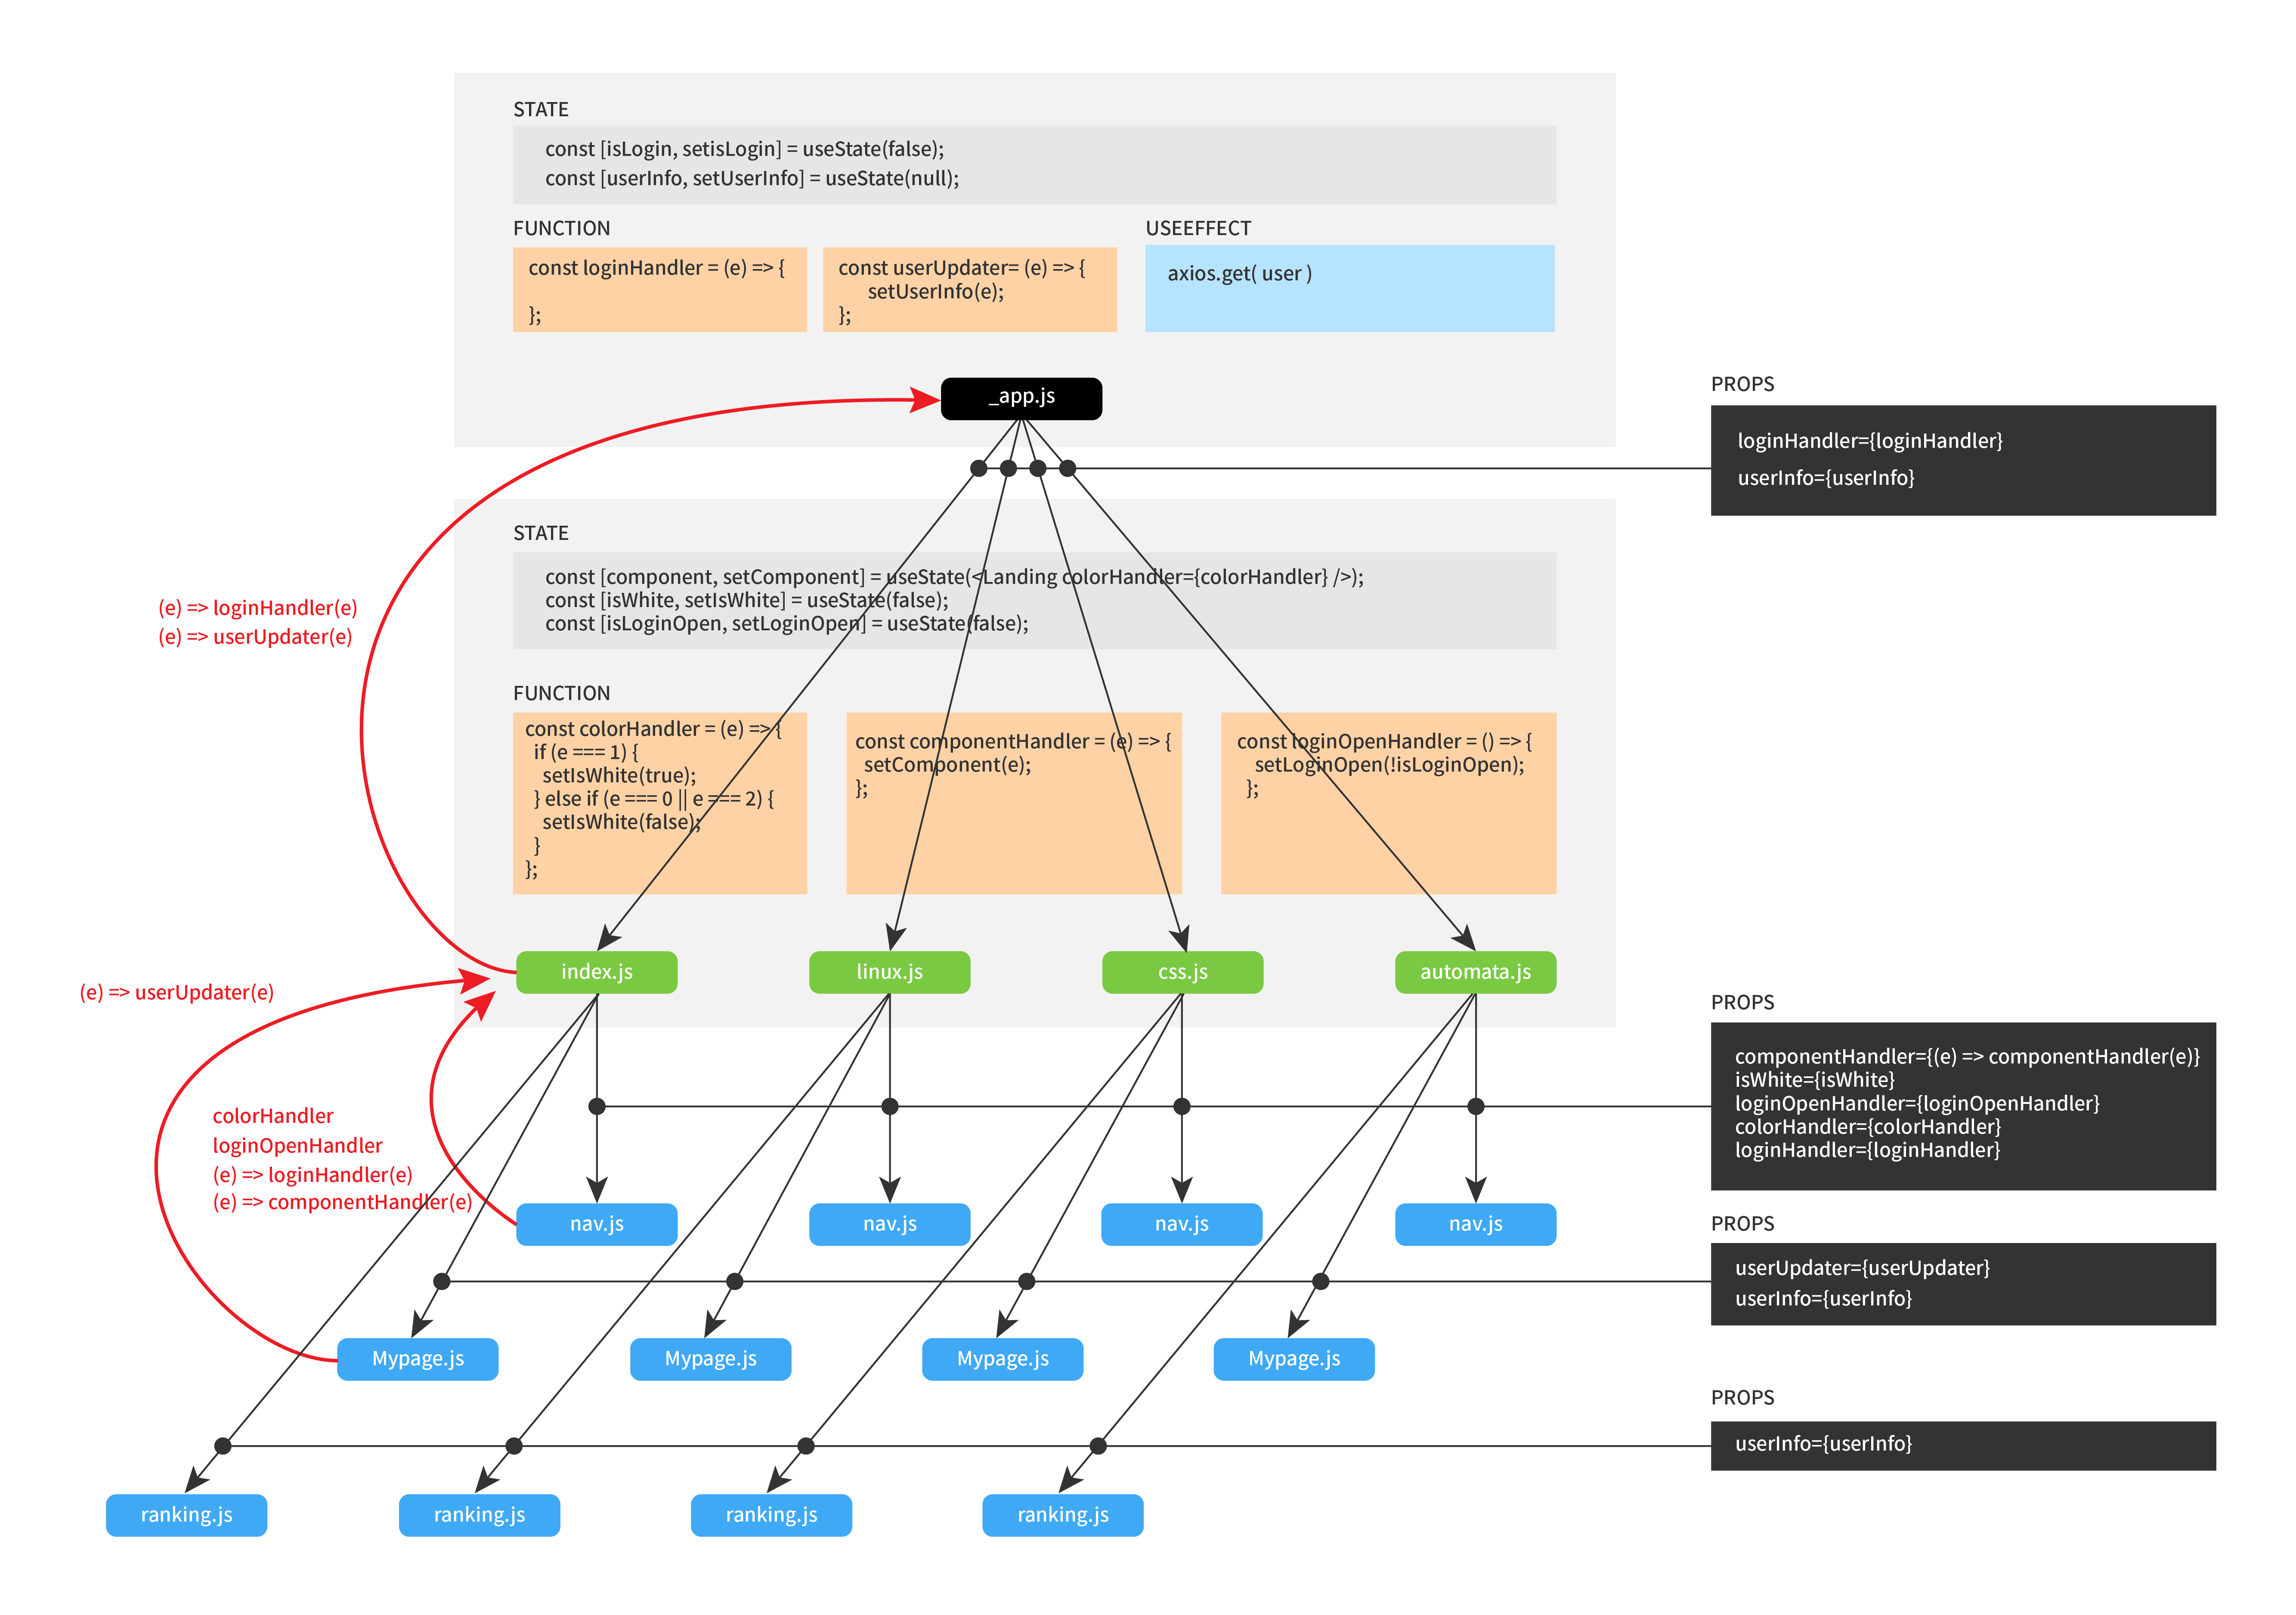 STATE
const [isLogin, setisLogin] = useState(false);
const [userInfo, setUserInfo] = useState(null);
FUNCTION
const loginHandler = (e) => {
};
const userUpdater= (e) => {
setUserInfo(e);
};
USEEFFECT
axios.get( user )
_app.js
PROPS
loginHandler={loginHandler}
userInfo={userInfo}
STATE
const [component, setComponent] = useState(<Landing colorHandler={colorHandler} />);
const [isWhite, setIsWhite] = useState(false);
const [isLoginOpen, setLoginOpen] = useState(false);
(e) => loginHandler(e)
(e) => userUpdater(e)
FUNCTION
const colorHandler = (e) => {
if (e === 1) {
setIsWhite(true);
} else if (e === 0 || e === 2) {
setIsWhite(false);
}
};
const componentHandler = (e) => {
setComponent(e);
};
const loginOpenHandler = () => {
setLoginOpen(!isLoginOpen);
};
index.js
linux.js
css.js
automata.js
(e) => userUpdater(e)
PROPS
componentHandler={(e) => componentHandler(e)}
isWhite={isWhite}
loginOpenHandler={loginOpenHandler}
colorHandler={colorHandler}
loginHandler={loginHandler}
colorHandler
loginOpenHandler
(e) => loginHandler(e)
(e) => componentHandler(e)
nav.js
nav.js
nav.js
nav.js
PROPS
userUpdater={userUpdater}
userInfo={userInfo}
Mypage.js
Mypage.js
Mypage.js
Mypage.js
PROPS
userInfo={userInfo}
ranking.js
ranking.js
ranking.js
ranking.js